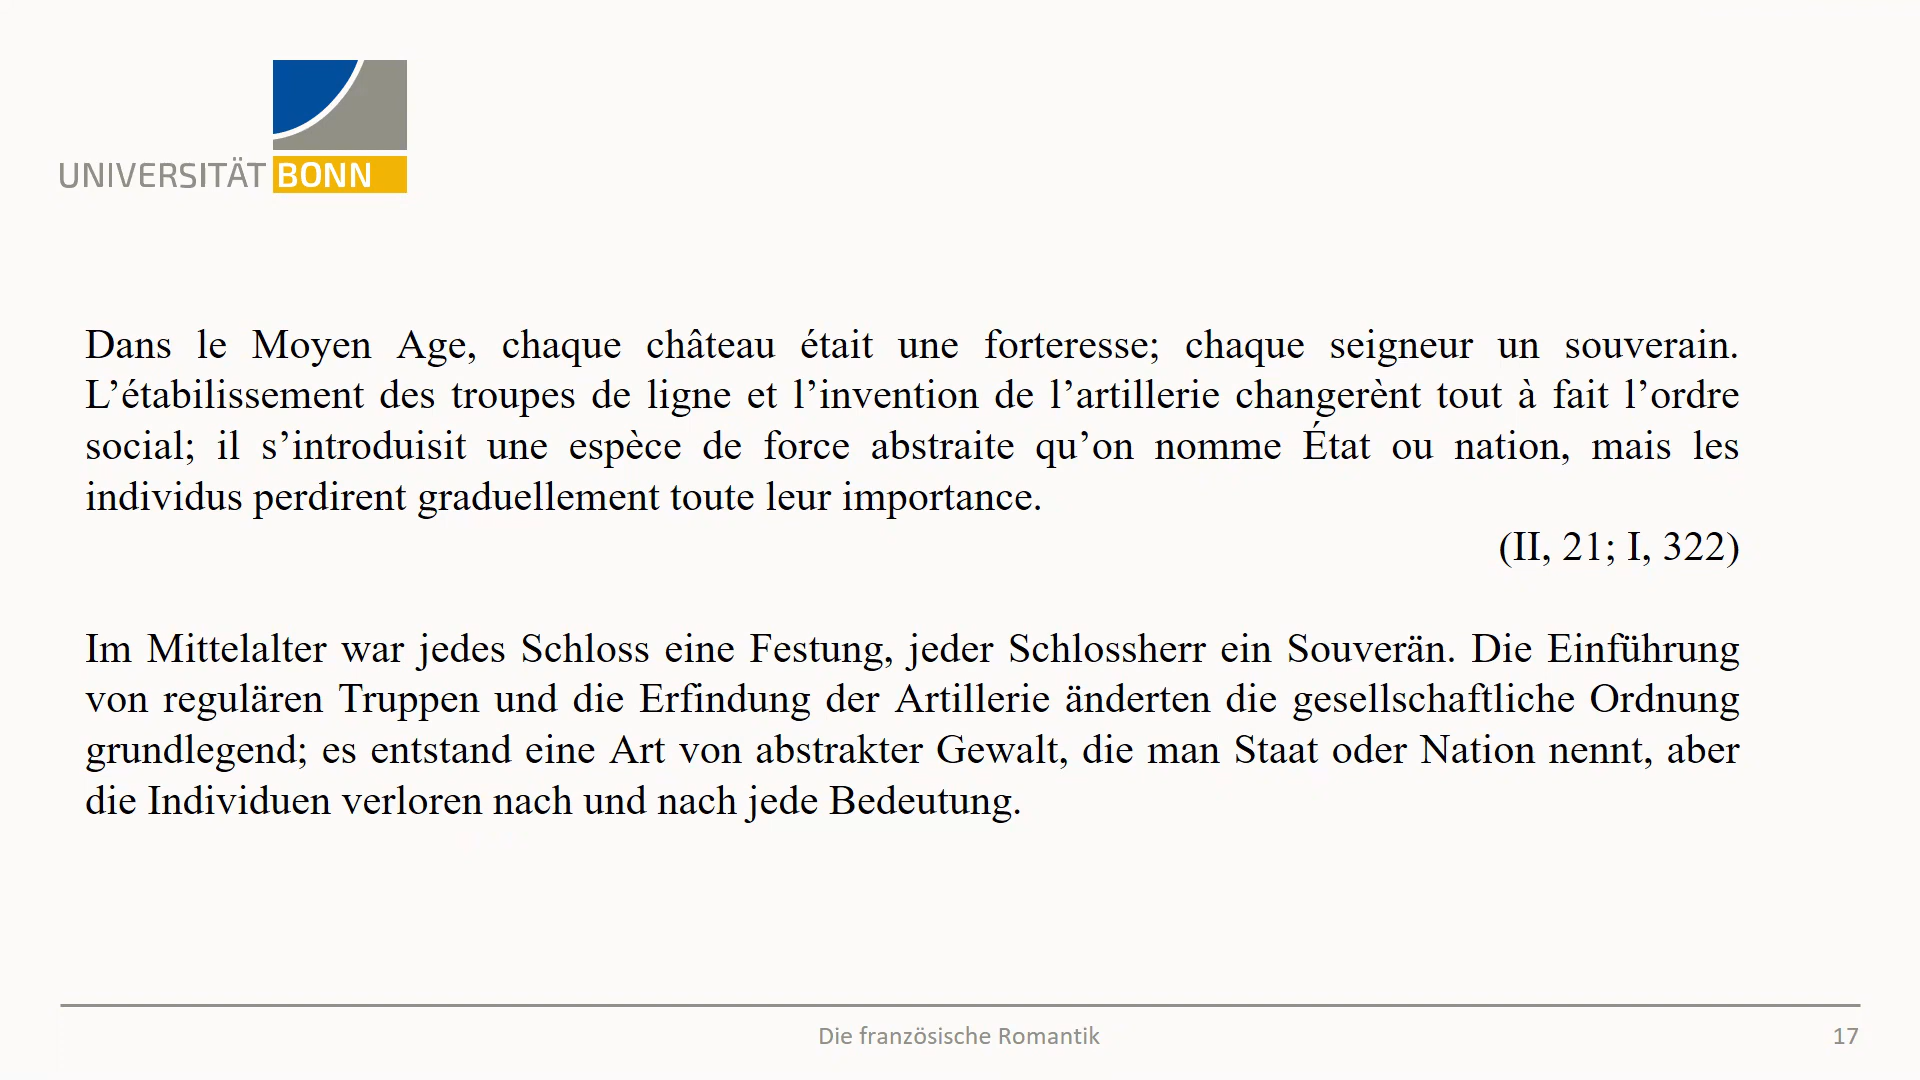 UNIVERSITÄT BONN
Dans le Moyen Age, chaque château était une forteresse; chaque seigneur un souverain.
L’étabilissement des troupes de ligne et l’invention de l’artillerie changerènt tout à fait l’ordre
social; il s’introduisit une espèce de force abstraite qu’on nomme État ou nation, mais les
individus perdirent graduellement toute leur importance.
(II, 21; I, 322)
Im Mittelalter war jedes Schloss eine Festung, jeder Schlossherr ein Souverän. Die Einführung
von regulären Truppen und die Erfindung der Artillerie änderten die gesellschaftliche Ordnung
grundlegend; es entstand eine Art von abstrakter Gewalt, die man Staat oder Nation nennt, aber
die Individuen verloren nach und nach jede Bedeutung.
Die französische Romantik
17